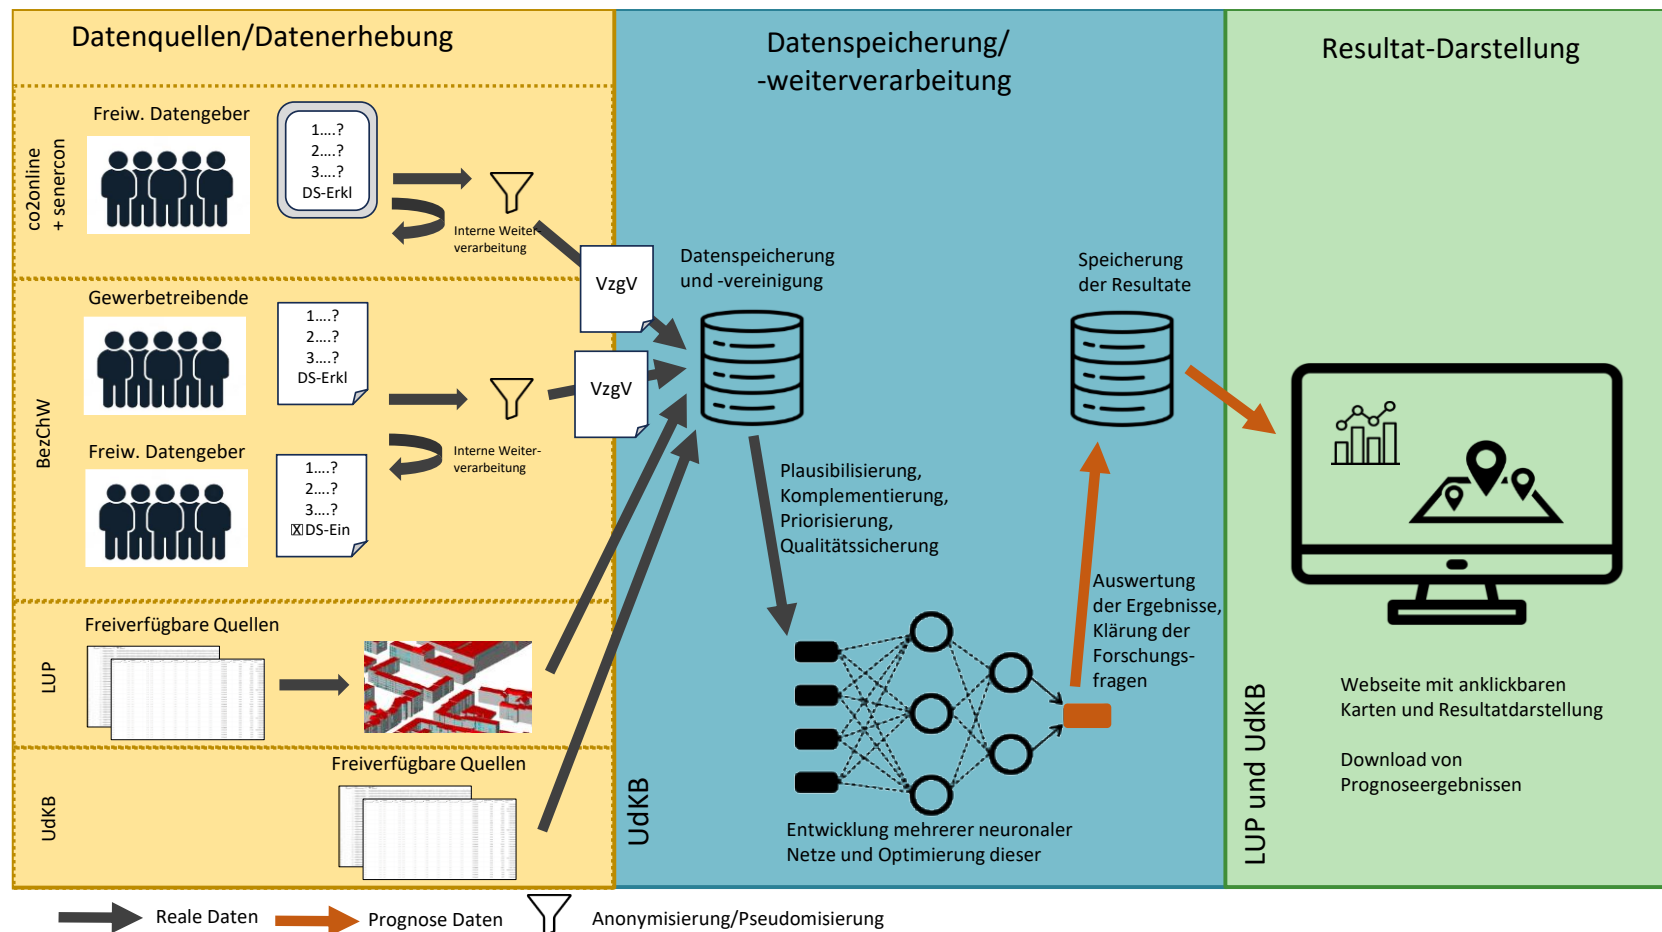 Datenquellen/Datenerhebung
co2online
+ senercon
Freiw. Datengeber
1....?
2....?
3....?
DS-Erkl
Interne Weiter-
verarbeitung
VzgV
BezChW
Gewerbetreibende
1....?
2....?
3....?
DS-Erkl
Interne Weiter-
verarbeitung
VzgV
Freiw. Datengeber
1....?
2....?
3....?
☒DS-Ein
LUP
Freiverfügbare Quellen
UdKB
Freiverfügbare Quellen
Datenspeicherung/
-weiterverarbeitung
UdKB
Datenspeicherung
und -vereinigung
Plausibilisierung,
Komplementierung,
Priorisierung,
Qualitätssicherung
Entwicklung mehrerer neuronaler
Netze und Optimierung dieser
Auswertung
der Ergebnisse,
Klärung der
Forschungs-
fragen
Speicherung
der Resultate
Resultat-Darstellung
LUP und UdKB
Webseite mit anklickbaren
Karten und Resultatdarstellung
Download von
Prognoseergebnissen
Reale Daten
Prognose Daten
Anonymisierung/Pseudomisierung